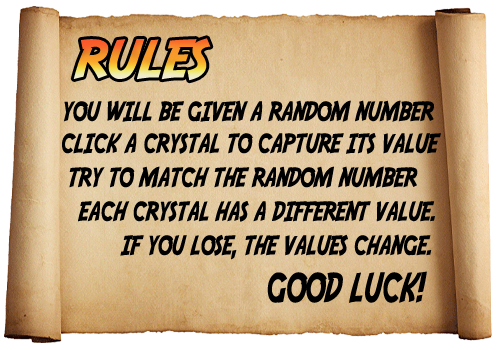 RULES
YOU WILL BE GIVEN A RANDOM NUMBER
CLICK A CRYSTAL TO CAPTURE ITS VALUE
TRY TO MATCH THE RANDOM NUMBER
EACH CRYSTAL HAS A DIFFERENT VALUE.
IF YOU LOSE, THE VALUES CHANGE.
GOOD LUCK!